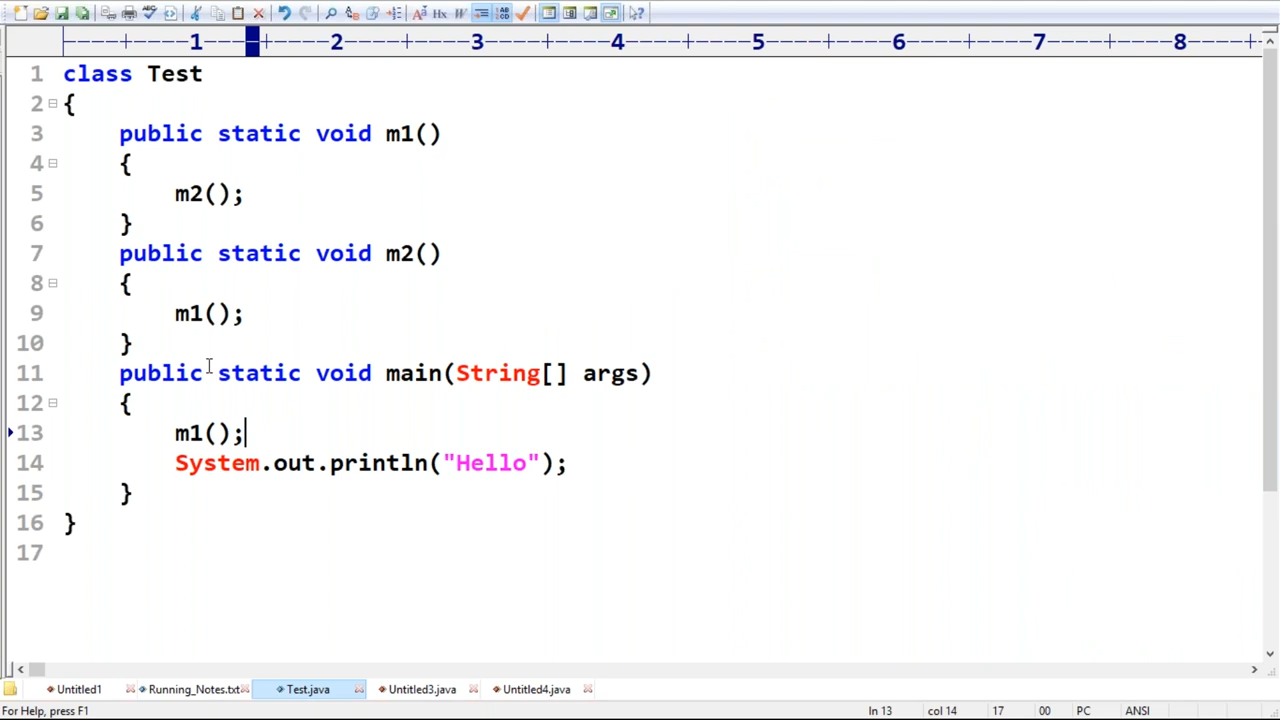 1 2 3 4 5 6 7 8
1 class Test
2 {
3 public static void m1()
4 {
5 m2();
6 }
7 public static void m2()
8 {
9 m1();
10 }
11 public static void main(String[] args)
12 {
13 m1();
14 System.out.println("Hello");
15 }
16 }
17
Untitled1 Running_Notes.txt Test.java Untitled3.java Untitled4.java
For Help, press F1 ln 13 col 14 17 00 PC ANSI